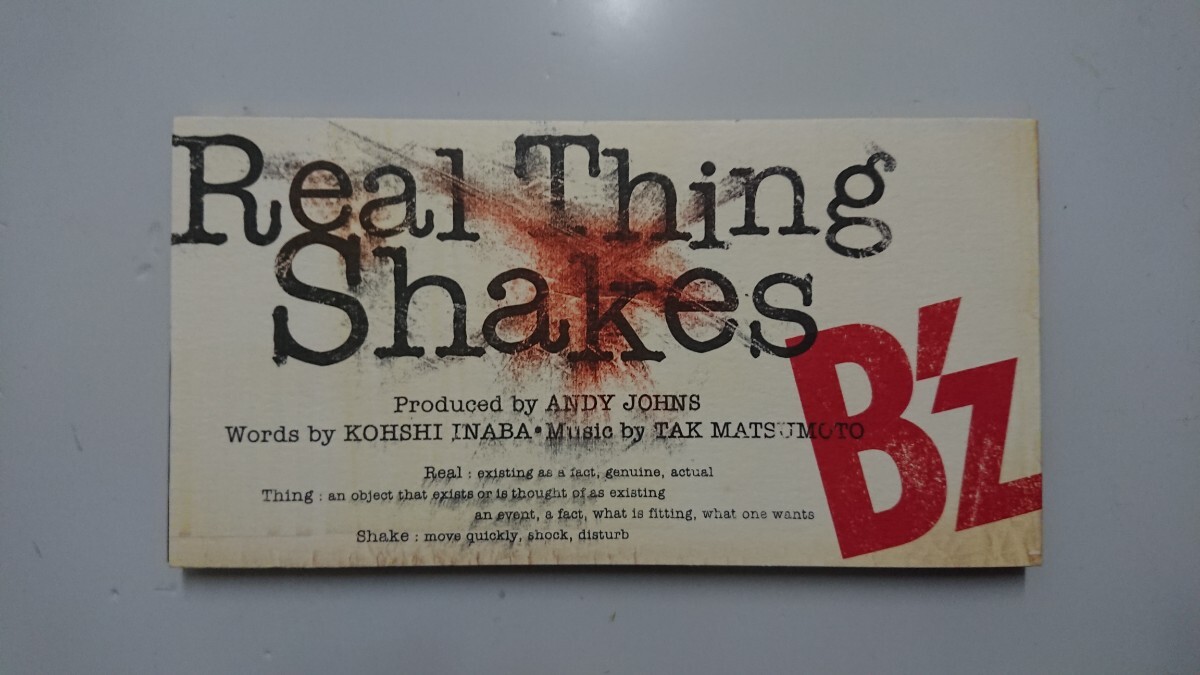 Real Thing
Shakes
B'z
Produced by ANDY JOHNS
Words by KOHSHI INABA•Music by TAK MATSUMOTO
Real : existing as a fact, genuine, actual
Thing : an object that exists or is thought of as existing
an event, a fact, what is fitting, what one wants
Shake : move quickly, shock, disturb